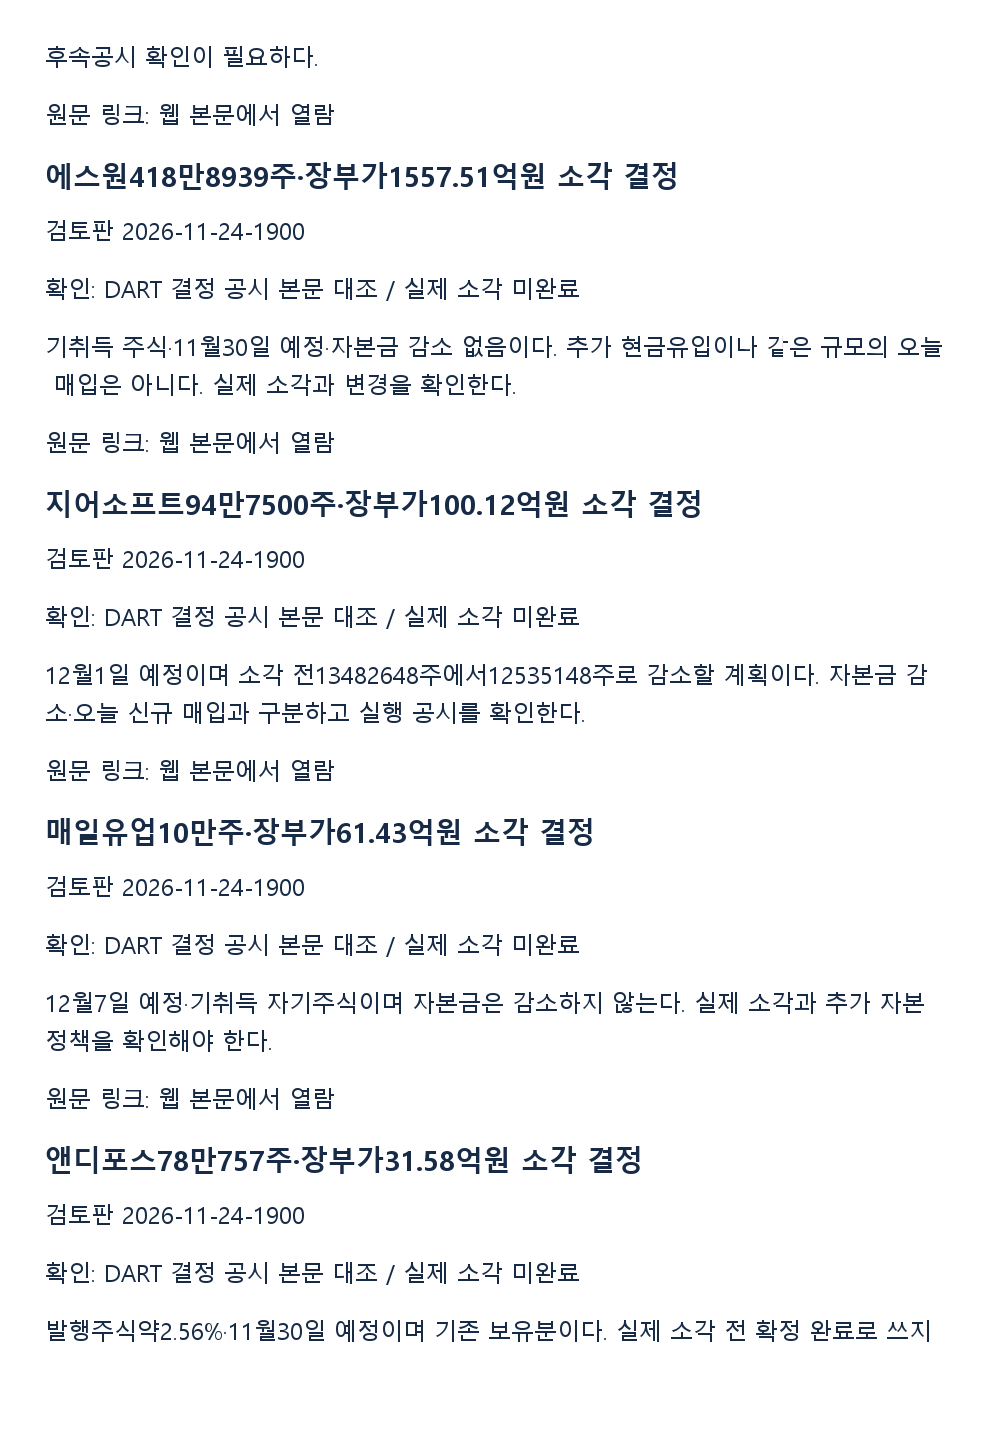 후속공시 확인이 필요하다.
원문 링크: 웹 본문에서 열람
에스원418만8939주·장부가1557.51억원 소각 결정
검토판 2026-11-24-1900
확인: DART 결정 공시 본문 대조 / 실제 소각 미완료
기취득 주식·11월30일 예정·자본금 감소 없음이다. 추가 현금유입이나 같은 규모의 오늘
매입은 아니다. 실제 소각과 변경을 확인한다.
원문 링크: 웹 본문에서 열람
지어소프트94만7500주·장부가100.12억원 소각 결정
검토판 2026-11-24-1900
확인: DART 결정 공시 본문 대조 / 실제 소각 미완료
12월1일 예정이며 소각 전13482648주에서12535148주로 감소할 계획이다. 자본금 감
소·오늘 신규 매입과 구분하고 실행 공시를 확인한다.
원문 링크: 웹 본문에서 열람
매일유업10만주·장부가61.43억원 소각 결정
검토판 2026-11-24-1900
확인: DART 결정 공시 본문 대조 / 실제 소각 미완료
12월7일 예정·기취득 자기주식이며 자본금은 감소하지 않는다. 실제 소각과 추가 자본
정책을 확인해야 한다.
원문 링크: 웹 본문에서 열람
앤디포스78만757주·장부가31.58억원 소각 결정
검토판 2026-11-24-1900
확인: DART 결정 공시 본문 대조 / 실제 소각 미완료
발행주식약2.56%·11월30일 예정이며 기존 보유분이다. 실제 소각 전 확정 완료로 쓰지